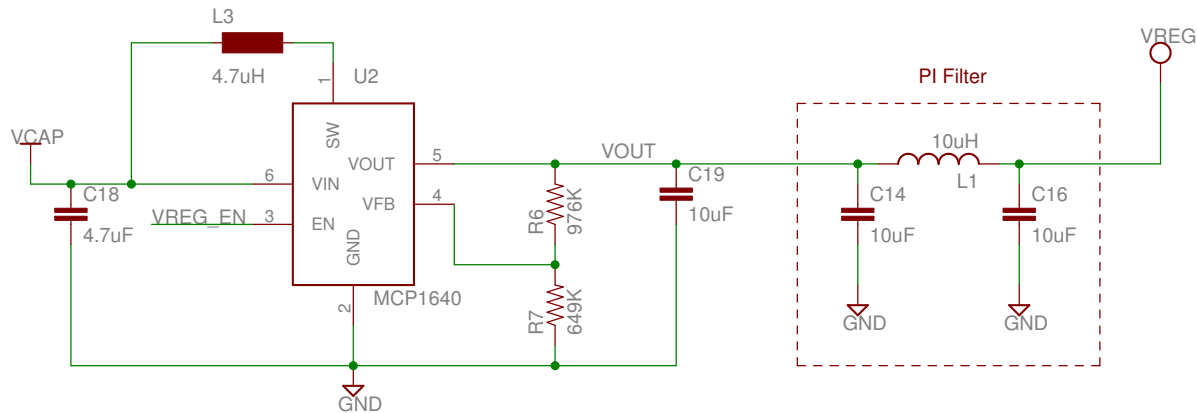 L3
4.7uH
1
U2
VREG
PI Filter
VCAP
SW
VOUT
5
VOUT
10uH
L1
6
VIN
C18
4.7uF
VFB
4
R6
976K
C19
10uF
C14
10uF
C16
10uF
VREG_EN
3
EN
GND
2
MCP1640
R7
649K
GND
GND
GND